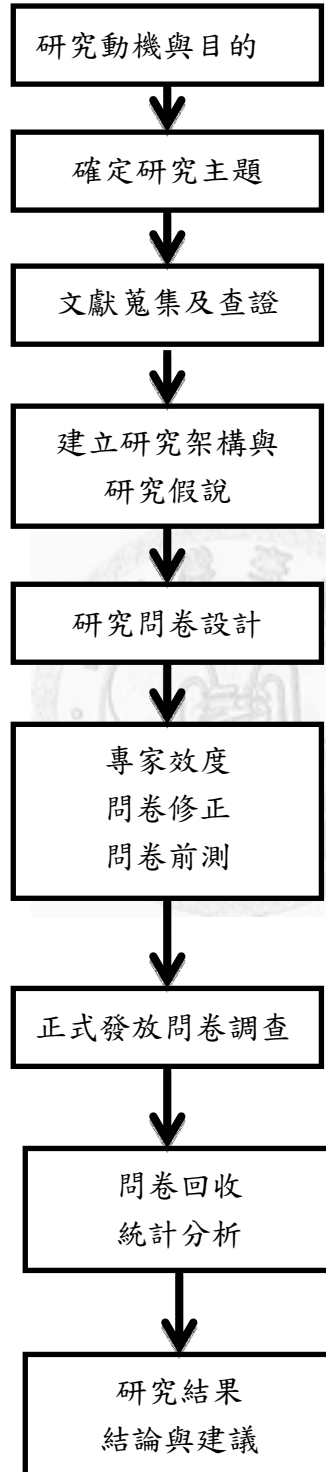 研究動機與目的
確定研究主題
文獻蒐集及查證
建立研究架構與
研究假說
研究問卷設計
專家效度
問卷修正
問卷前測
正式發放問卷調查
問卷回收
統計分析
研究結果
結論與建議